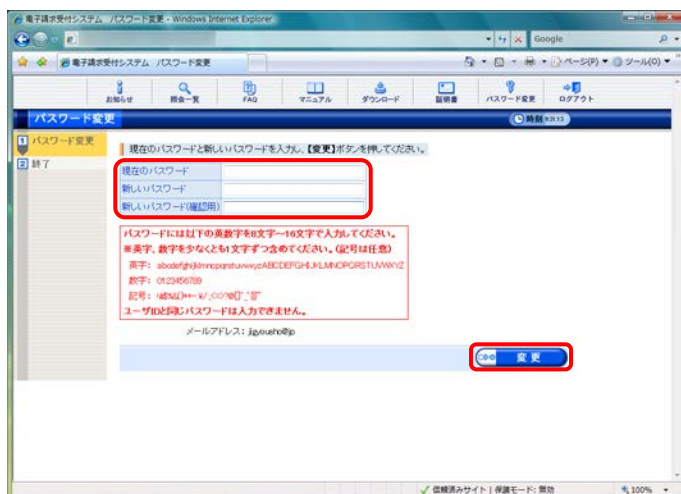 電子請求受付システム パスワード変更 - Windows Internet Explorer
Google
電子請求受付システム パスワード変更
ページ(P) ツール(O)
お知らせ 照会一覧 FAQ マニュアル ダウンロード 証明書 パスワード変更 ログアウト
パスワード変更 時刻
1 パスワード変更
2 終了
現在のパスワードと新しいパスワードを入力し、【変更】ボタンを押してください。
現在のパスワード
新しいパスワード
新しいパスワード(確認用)
パスワードには以下の英数字を8文字～16文字で入力してください。
※英字、数字を少なくとも1文字ずつ含めてください。(記号は任意)
英字: abcdefghijklmnopqrstuvwxyzABCDEFGHIJKLMNOPQRSTUVWXYZ
数字: 0123456789
記号:
ユーザIDと同じパスワードは入力できません。
メールアドレス: jigyousho@jp
変更
信頼済みサイト | 保護モード: 無効 100%